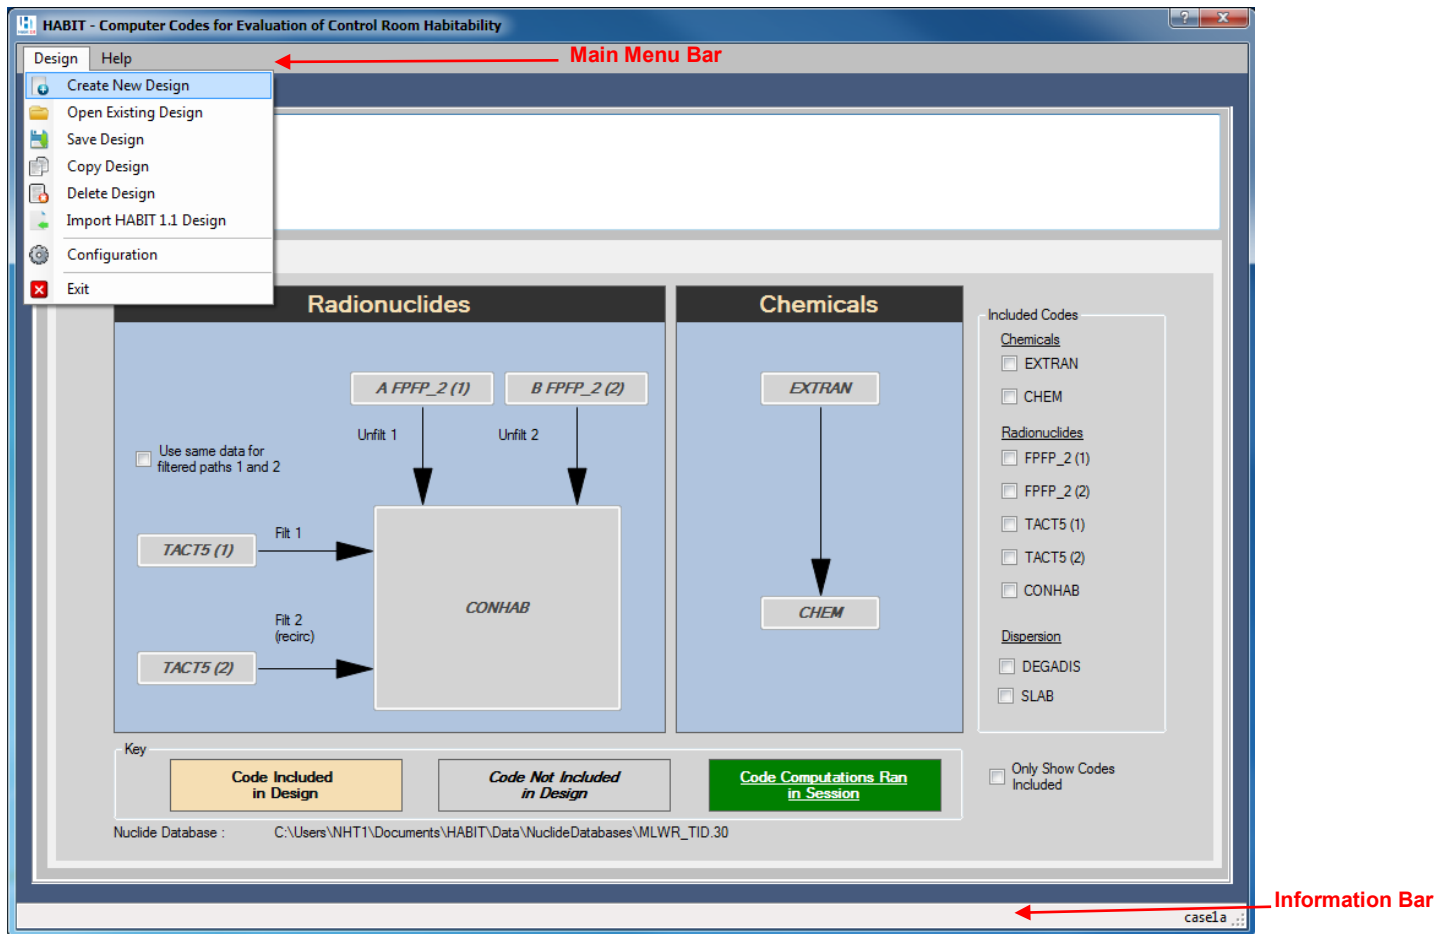 HABIT - Computer Codes for Evaluation of Control Room Habitability
Design Help
Main Menu Bar
Create New Design
Open Existing Design
Save Design
Copy Design
Delete Design
Import HABIT 1.1 Design
Configuration
Exit
Radionuclides
A FPFP_2 (1)
B FPFP_2 (2)
Unfilt 1
Unfilt 2
Use same data for
filtered paths 1 and 2
TACT5 (1)
Filt 1
CONHAB
Filt 2
(recirc)
TACT5 (2)
Chemicals
EXTRAN
CHEM
Included Codes
Chemicals
EXTRAN
CHEM
Radionuclides
FPFP_2 (1)
FPFP_2 (2)
TACT5 (1)
TACT5 (2)
CONHAB
Dispersion
DEGADIS
SLAB
Key
Code Included
in Design
Code Not Included
in Design
Code Computations Ran
in Session
Only Show Codes
Included
Nuclide Database : C:\Users\NHT1\Documents\HABIT\Data\NuclideDatabases\MLWR_TID.30
Information Bar
case1a